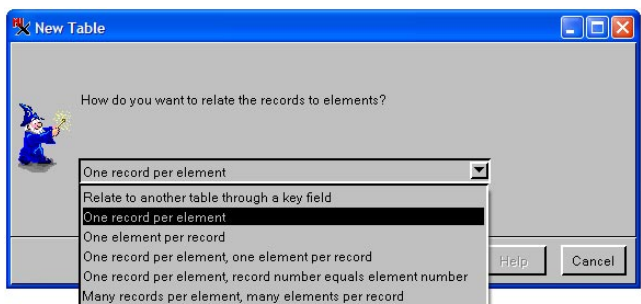 New Table
How do you want to relate the records to elements?
One record per element
Relate to another table through a key field
One record per element
One element per record
One record per element, one element per record
One record per element, record number equals element number
Many records per element, many elements per record
Help
Cancel